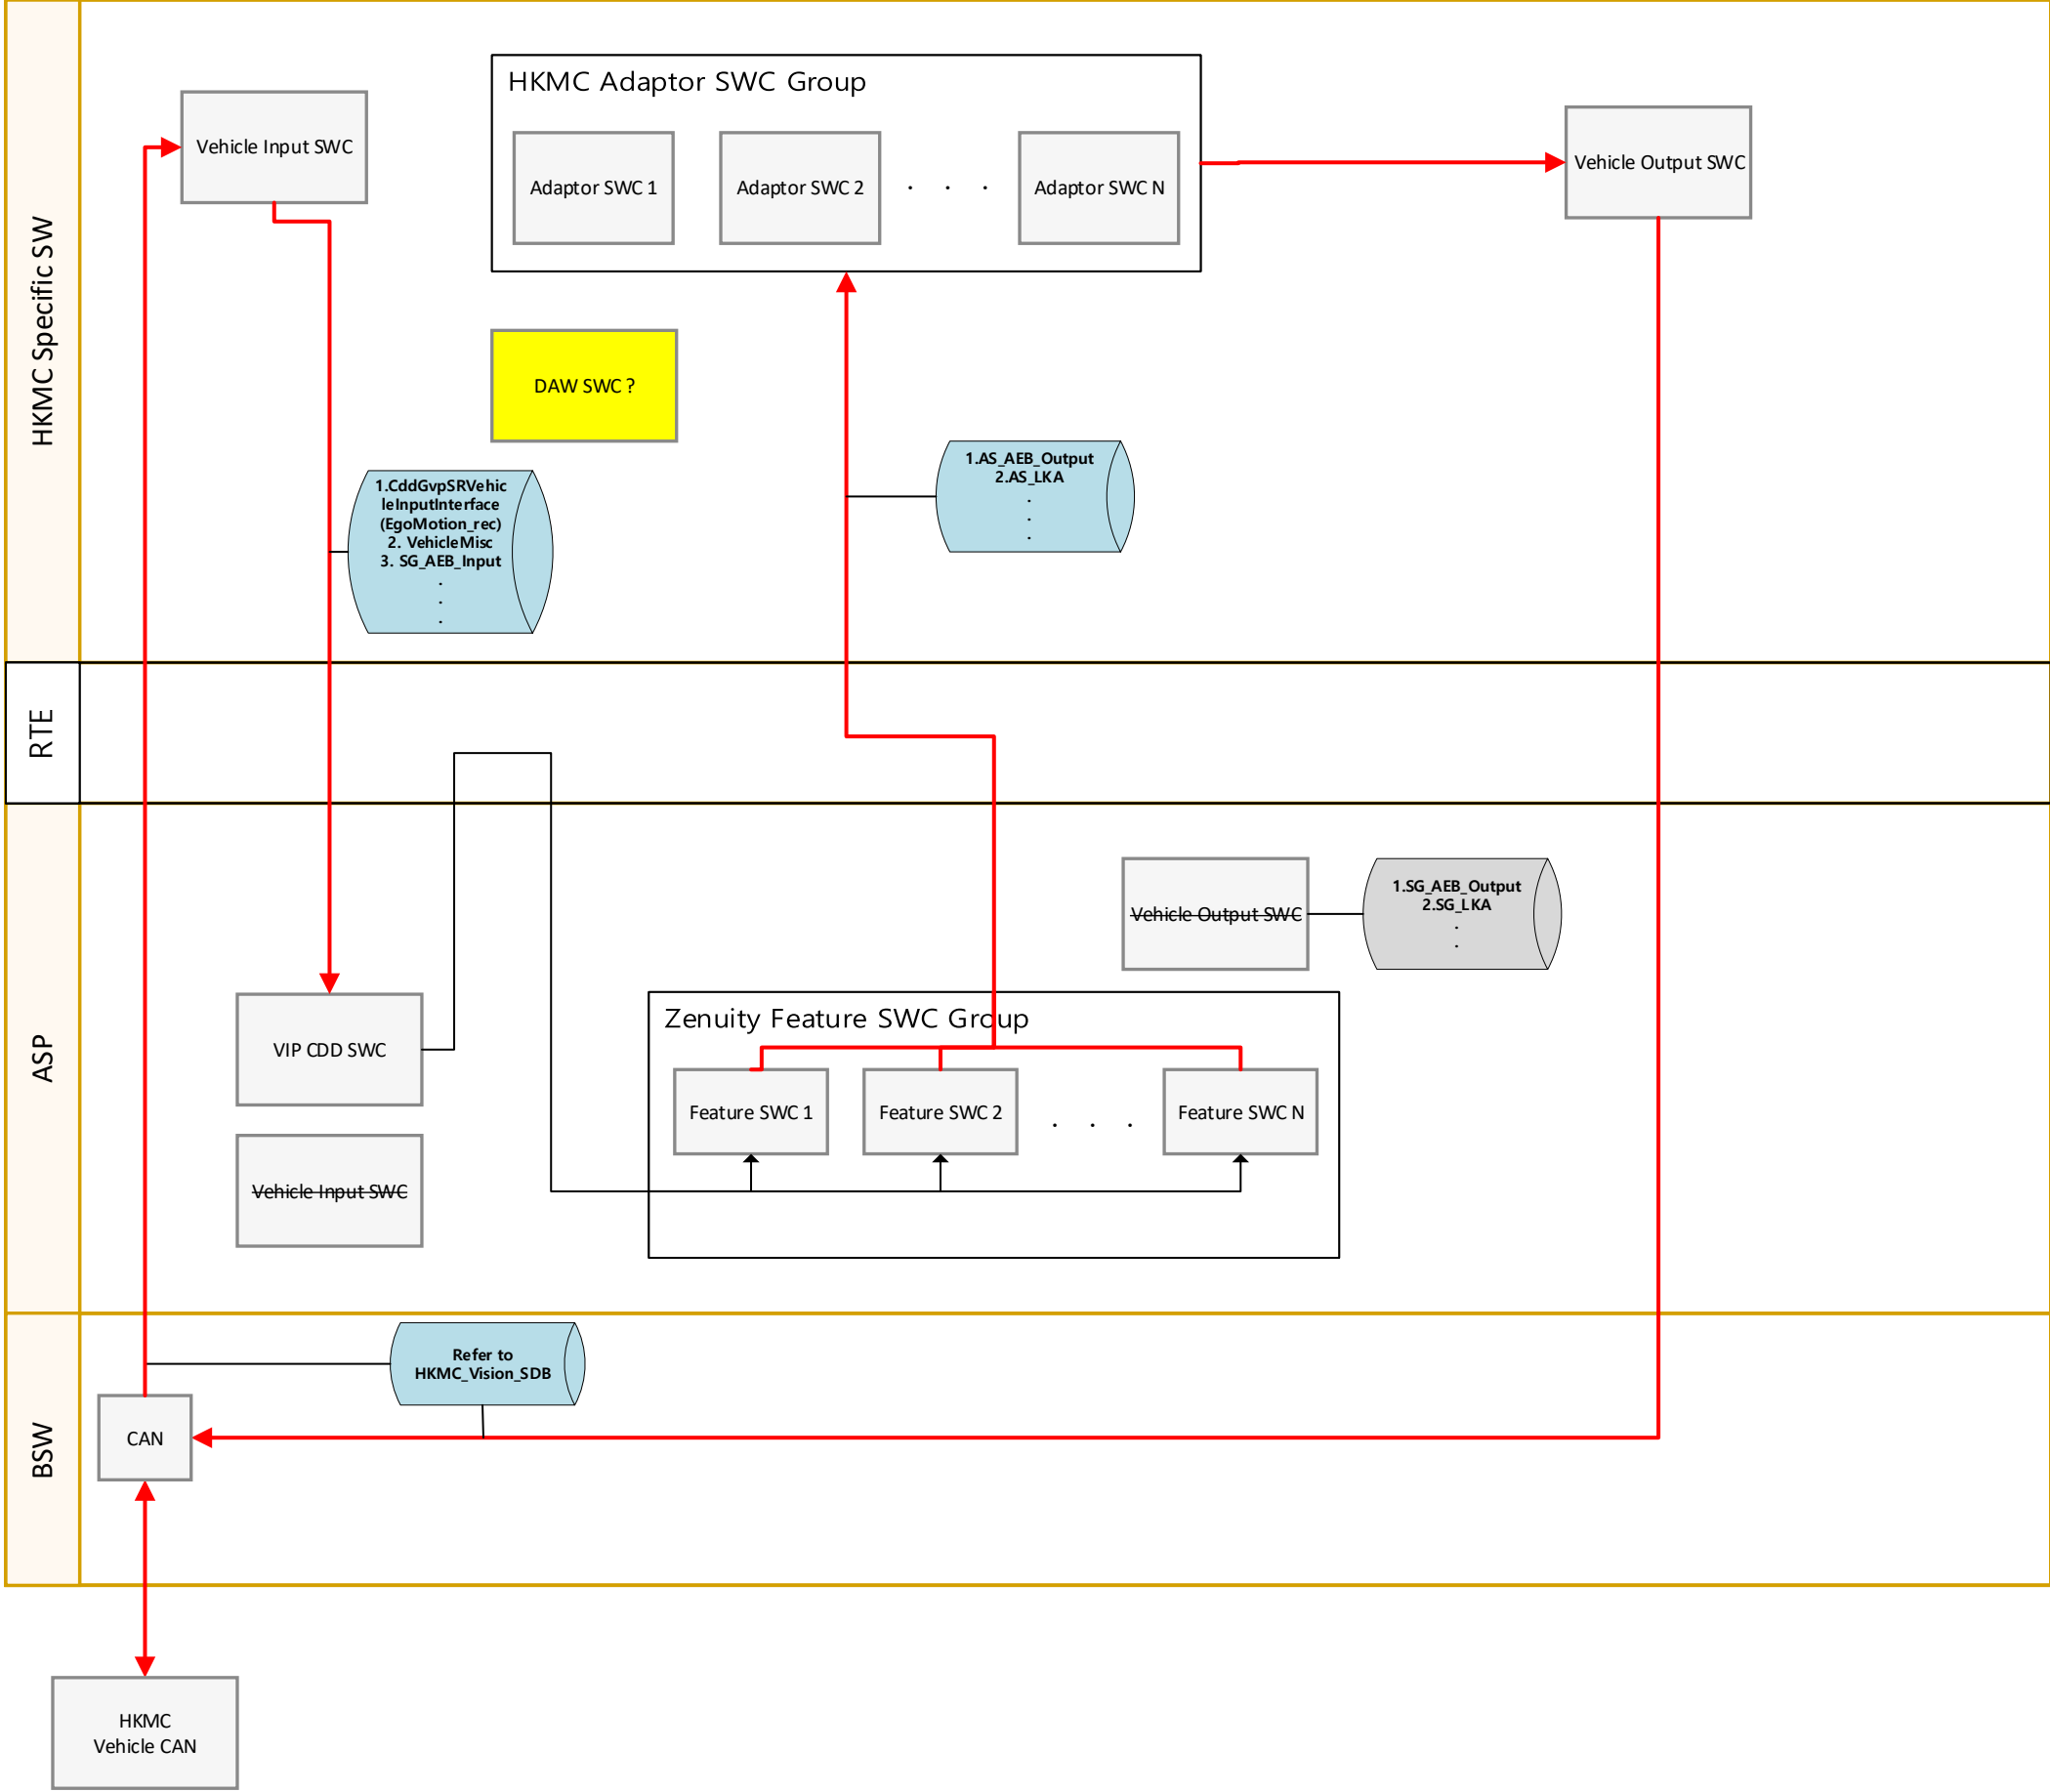 HKMC Specific SW
HKMC Adaptor SWC Group
Vehicle Input SWC
Adaptor SWC 1
Adaptor SWC 2
. . .
Adaptor SWC N
Vehicle Output SWC
DAW SWC ?
1.CddGvpSRVehic
leInputInterface
(EgoMotion_rec)
2. VehicleMisc
3. SG_AEB_Input
.
.
.
1.AS_AEB_Output
2.AS_LKA
.
.
.
RTE
ASP
Vehicle Output SWC
1.SG_AEB_Output
2.SG_LKA
.
.
VIP CDD SWC
Vehicle Input SWC
Zenuity Feature SWC Group
Feature SWC 1
Feature SWC 2
. . .
Feature SWC N
BSW
Refer to
HKMC_Vision_SDB
CAN
HKMC
Vehicle CAN